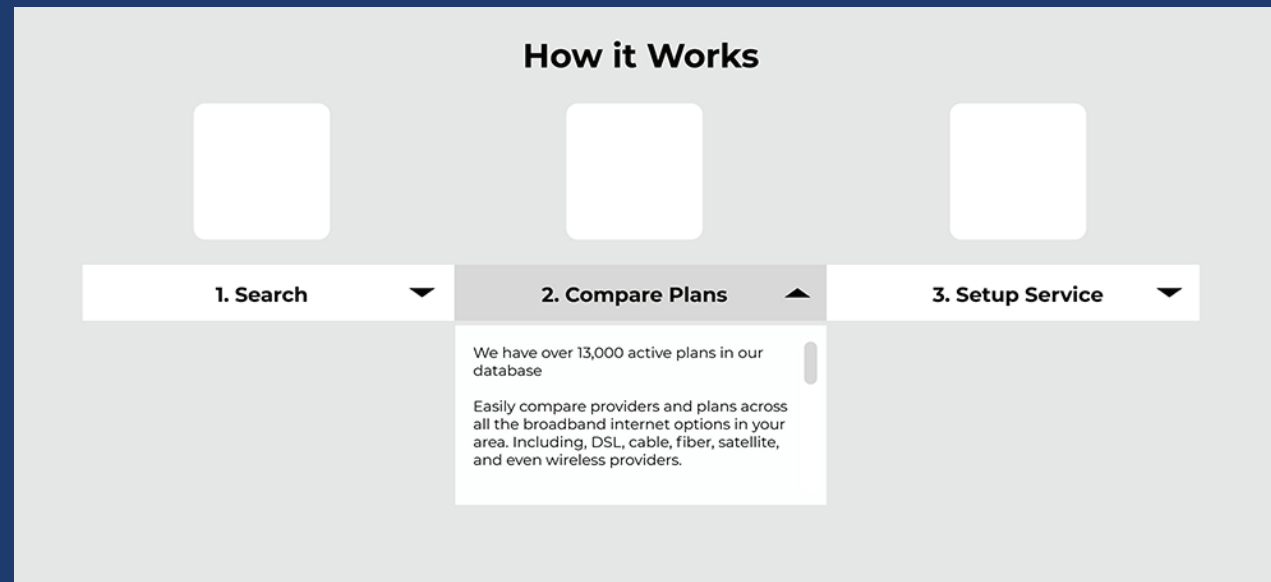 How it Works
1. Search
2. Compare Plans
3. Setup Service
We have over 13,000 active plans in our
database
Easily compare providers and plans across
all the broadband internet options in your
area. Including, DSL, cable, fiber, satellite,
and even wireless providers.